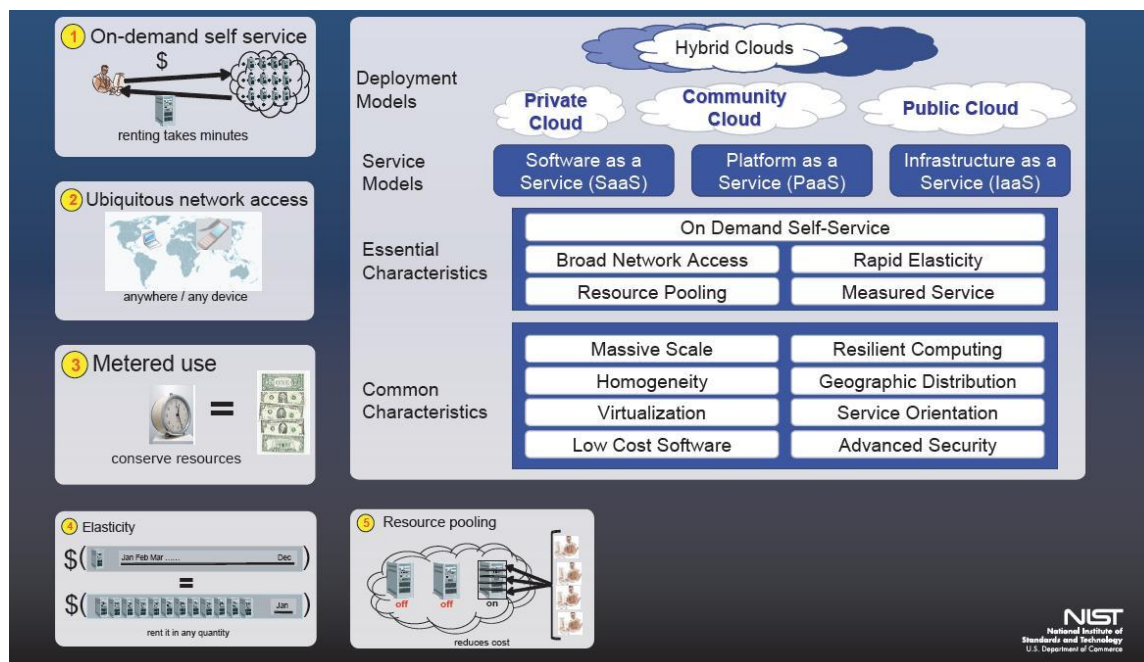 1 On-demand self service
$
renting takes minutes
2 Ubiquitous network access
anywhere / any device
3 Metered use
=
conserve resources
4 Elasticity
$( Jan Feb Mar ...... Dec )
=
$( Jan )
rent it in any quantity
Hybrid Clouds
Deployment
Models
Private
Cloud
Community
Cloud
Public Cloud
Service
Models
Software as a
Service (SaaS)
Platform as a
Service (PaaS)
Infrastructure as a
Service (IaaS)
Essential
Characteristics
On Demand Self-Service
Broad Network Access
Rapid Elasticity
Resource Pooling
Measured Service
Common
Characteristics
Massive Scale
Resilient Computing
Homogeneity
Geographic Distribution
Virtualization
Service Orientation
Low Cost Software
Advanced Security
5 Resource pooling
off off on
reduces cost
NIST
National Institute of
Standards and Technology
U.S. Department of Commerce